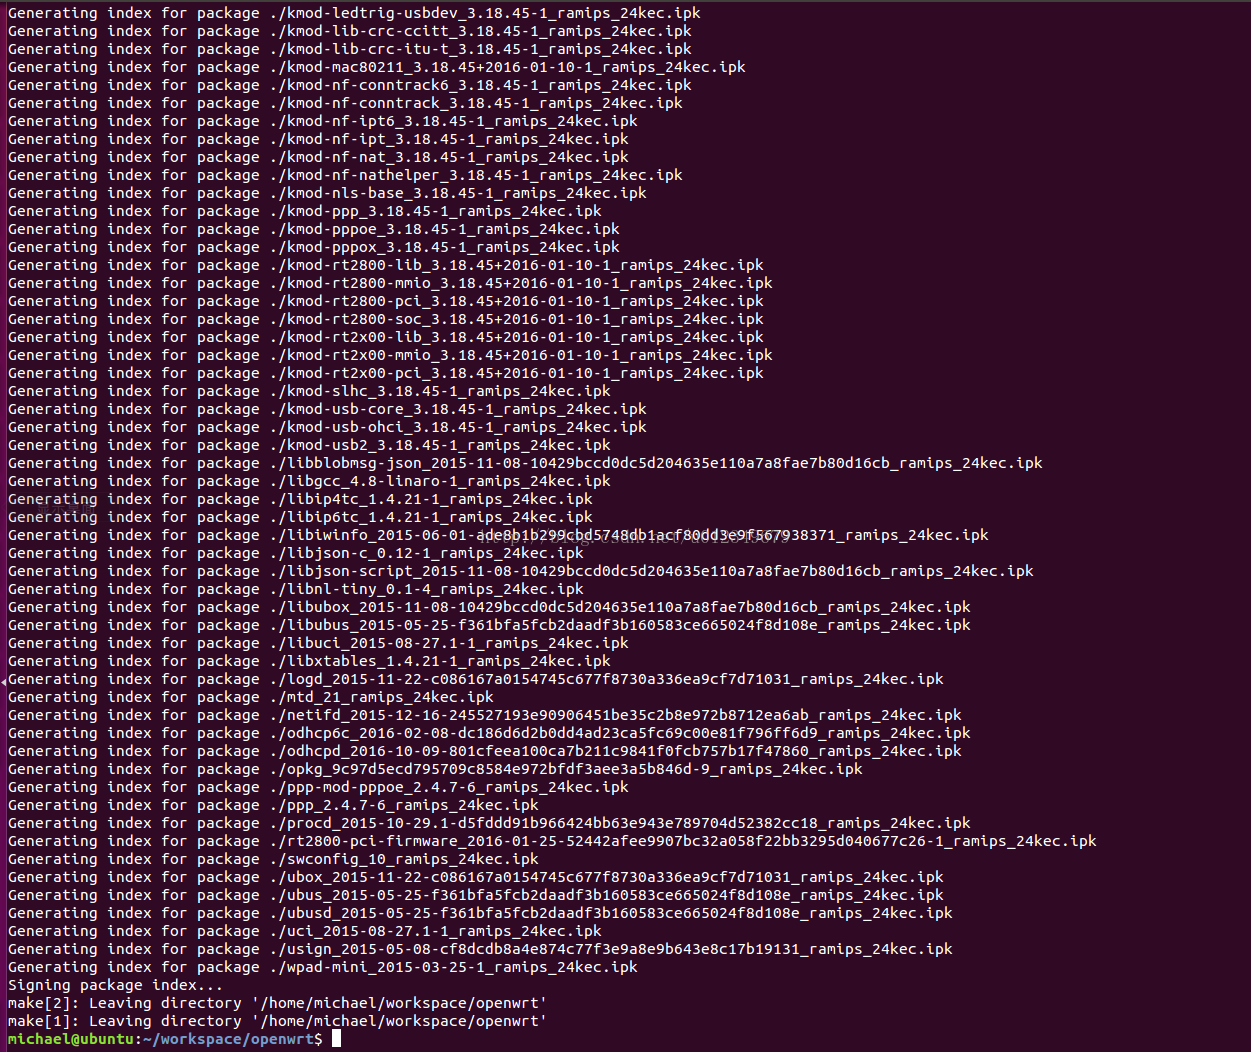 Generating index for package ./kmod-ledtrig-usbdev_3.18.45-1_ramips_24kec.ipk
Generating index for package ./kmod-lib-crc-ccitt_3.18.45-1_ramips_24kec.ipk
Generating index for package ./kmod-lib-crc-itu-t_3.18.45-1_ramips_24kec.ipk
Generating index for package ./kmod-mac80211_3.18.45+2016-01-10-1_ramips_24kec.ipk
Generating index for package ./kmod-nf-conntrack6_3.18.45-1_ramips_24kec.ipk
Generating index for package ./kmod-nf-conntrack_3.18.45-1_ramips_24kec.ipk
Generating index for package ./kmod-nf-ipt6_3.18.45-1_ramips_24kec.ipk
Generating index for package ./kmod-nf-ipt_3.18.45-1_ramips_24kec.ipk
Generating index for package ./kmod-nf-nat_3.18.45-1_ramips_24kec.ipk
Generating index for package ./kmod-nf-nathelper_3.18.45-1_ramips_24kec.ipk
Generating index for package ./kmod-nls-base_3.18.45-1_ramips_24kec.ipk
Generating index for package ./kmod-ppp_3.18.45-1_ramips_24kec.ipk
Generating index for package ./kmod-pppoe_3.18.45-1_ramips_24kec.ipk
Generating index for package ./kmod-pppox_3.18.45-1_ramips_24kec.ipk
Generating index for package ./kmod-rt2800-lib_3.18.45+2016-01-10-1_ramips_24kec.ipk
Generating index for package ./kmod-rt2800-mmio_3.18.45+2016-01-10-1_ramips_24kec.ipk
Generating index for package ./kmod-rt2800-pci_3.18.45+2016-01-10-1_ramips_24kec.ipk
Generating index for package ./kmod-rt2800-soc_3.18.45+2016-01-10-1_ramips_24kec.ipk
Generating index for package ./kmod-rt2x00-lib_3.18.45+2016-01-10-1_ramips_24kec.ipk
Generating index for package ./kmod-rt2x00-mmio_3.18.45+2016-01-10-1_ramips_24kec.ipk
Generating index for package ./kmod-rt2x00-pci_3.18.45+2016-01-10-1_ramips_24kec.ipk
Generating index for package ./kmod-slhc_3.18.45-1_ramips_24kec.ipk
Generating index for package ./kmod-usb-core_3.18.45-1_ramips_24kec.ipk
Generating index for package ./kmod-usb-ohci_3.18.45-1_ramips_24kec.ipk
Generating index for package ./kmod-usb2_3.18.45-1_ramips_24kec.ipk
Generating index for package ./libblobmsg-json_2015-11-08-10429bccd0dc5d204635e110a7a8fae7b80d16cb_ramips_24kec.ipk
Generating index for package ./libgcc_4.8-linaro-1_ramips_24kec.ipk
Generating index for package ./libip4tc_1.4.21-1_ramips_24kec.ipk
Generating index for package ./libip6tc_1.4.21-1_ramips_24kec.ipk
Generating index for package
Generating index for package ./libjson-c_0.12-1_ramips_24kec.ipk
Generating index for package ./libjson-script_2015-11-08-10429bccd0dc5d204635e110a7a8fae7b80d16cb_ramips_24kec.ipk
Generating index for package ./libnl-tiny_0.1-4_ramips_24kec.ipk
Generating index for package ./libubox_2015-11-08-10429bccd0dc5d204635e110a7a8fae7b80d16cb_ramips_24kec.ipk
Generating index for package ./libubus_2015-05-25-f361bfa5fcb2daadf3b160583ce665024f8d108e_ramips_24kec.ipk
Generating index for package ./libuci_2015-08-27.1-1_ramips_24kec.ipk
Generating index for package ./libxtables_1.4.21-1_ramips_24kec.ipk
Generating index for package ./logd_2015-11-22-c086167a0154745c677f8730a336ea9cf7d71031_ramips_24kec.ipk
Generating index for package ./mtd_21_ramips_24kec.ipk
Generating index for package ./netifd_2015-12-16-245527193e90906451be35c2b8e972b8712ea6ab_ramips_24kec.ipk
Generating index for package ./odhcp6c_2016-02-08-dc186d6d2b0dd4ad23ca5fc69c00e81f796ff6d9_ramips_24kec.ipk
Generating index for package ./odhcpd_2016-10-09-801cfeea100ca7b211c9841f0fcb757b17f47860_ramips_24kec.ipk
Generating index for package ./opkg_9c97d5ecd795709c8584e972bfdf3aee3a5b846d-9_ramips_24kec.ipk
Generating index for package ./ppp-mod-pppoe_2.4.7-6_ramips_24kec.ipk
Generating index for package ./ppp_2.4.7-6_ramips_24kec.ipk
Generating index for package ./procd_2015-10-29.1-d5fddd91b966424bb63e943e789704d52382cc18_ramips_24kec.ipk
Generating index for package ./rt2800-pci-firmware_2016-01-25-52442afee9907bc32a058f22bb3295d040677c26-1_ramips_24kec.ipk
Generating index for package ./swconfig_10_ramips_24kec.ipk
Generating index for package ./ubox_2015-11-22-c086167a0154745c677f8730a336ea9cf7d71031_ramips_24kec.ipk
Generating index for package ./ubus_2015-05-25-f361bfa5fcb2daadf3b160583ce665024f8d108e_ramips_24kec.ipk
Generating index for package ./ubusd_2015-05-25-f361bfa5fcb2daadf3b160583ce665024f8d108e_ramips_24kec.ipk
Generating index for package ./uci_2015-08-27.1-1_ramips_24kec.ipk
Generating index for package ./usign_2015-05-08-cf8dcdb8a4e874c77f3e9a8e9b643e8c17b19131_ramips_24kec.ipk
Generating index for package ./wpad-mini_2015-03-25-1_ramips_24kec.ipk
Signing package index...
make[2]: Leaving directory '/home/michael/workspace/openwrt'
make[1]: Leaving directory '/home/michael/workspace/openwrt'
michael@ubuntu:~/workspace/openwrt$